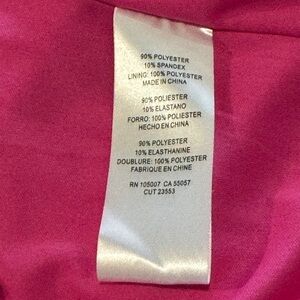 90% POLYESTER
10% SPANDEX
LINING: 100% POLYESTER
MADE IN CHINA
90% POLIESTER
10% ELASTANO
FORRO: 100% POLIESTER
HECHO EN CHINA
90% POLYESTER
10% ELASTHANINE
DOUBLURE: 100% POLYESTER
FABRIQUE EN CHINE
RN 105007 CA 55057
CUT 23553